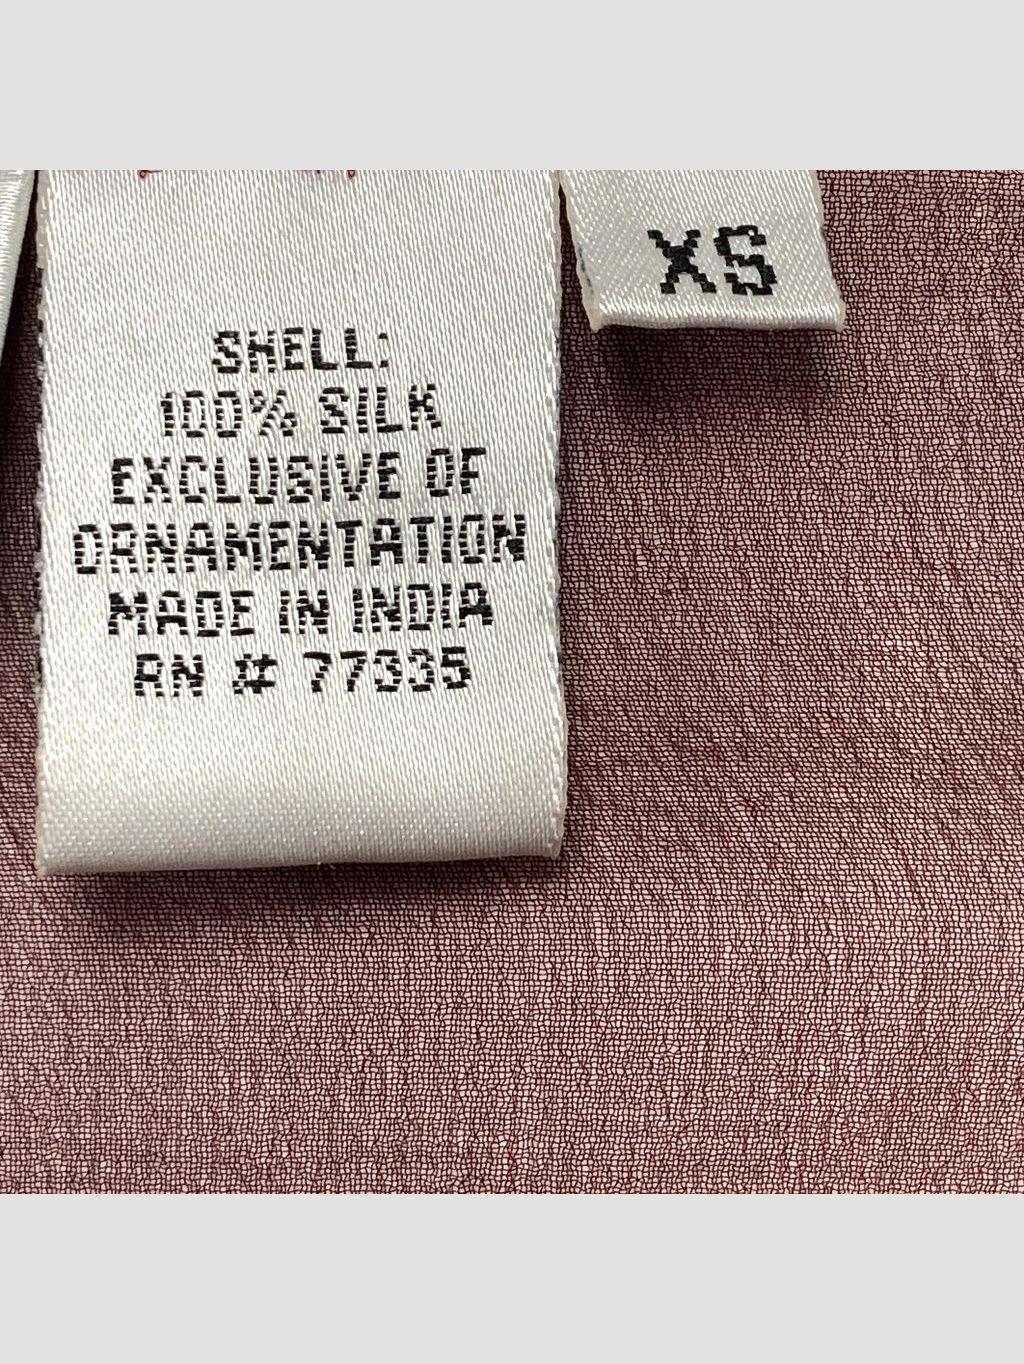 XS
SHELL:
100% SILK
EXCLUSIVE OF
ORNAMENTATION
MADE IN INDIA
RN # 77335